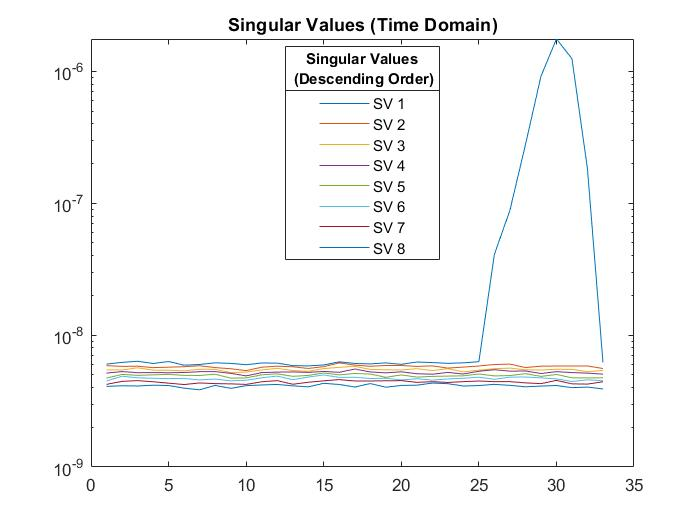 Singular Values (Time Domain)
Singular Values
(Descending Order)
SV 1
SV 2
SV 3
SV 4
SV 5
SV 6
SV 7
SV 8
10⁻⁶
10⁻⁷
10⁻⁸
10⁻⁹
0 5 10 15 20 25 30 35